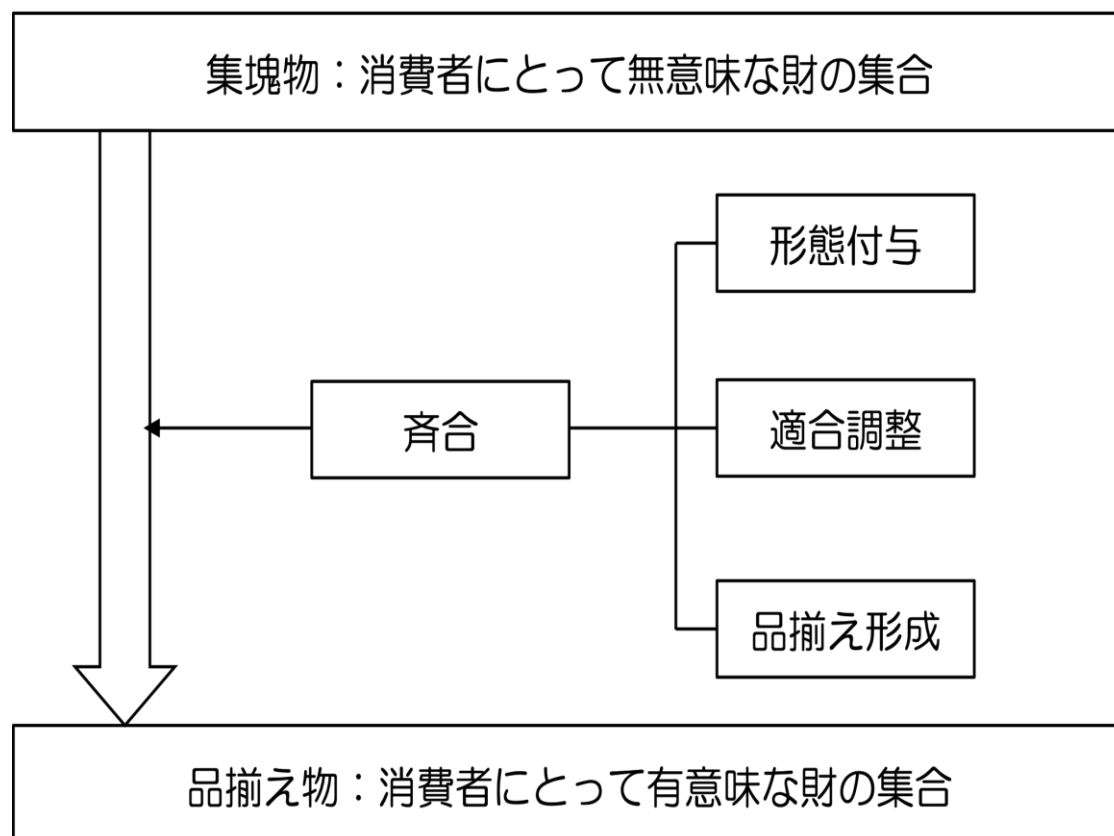 集塊物：消費者にとって無意味な財の集合
形態付与
斉合
適合調整
品揃え形成
品揃え物：消費者にとって有意味な財の集合